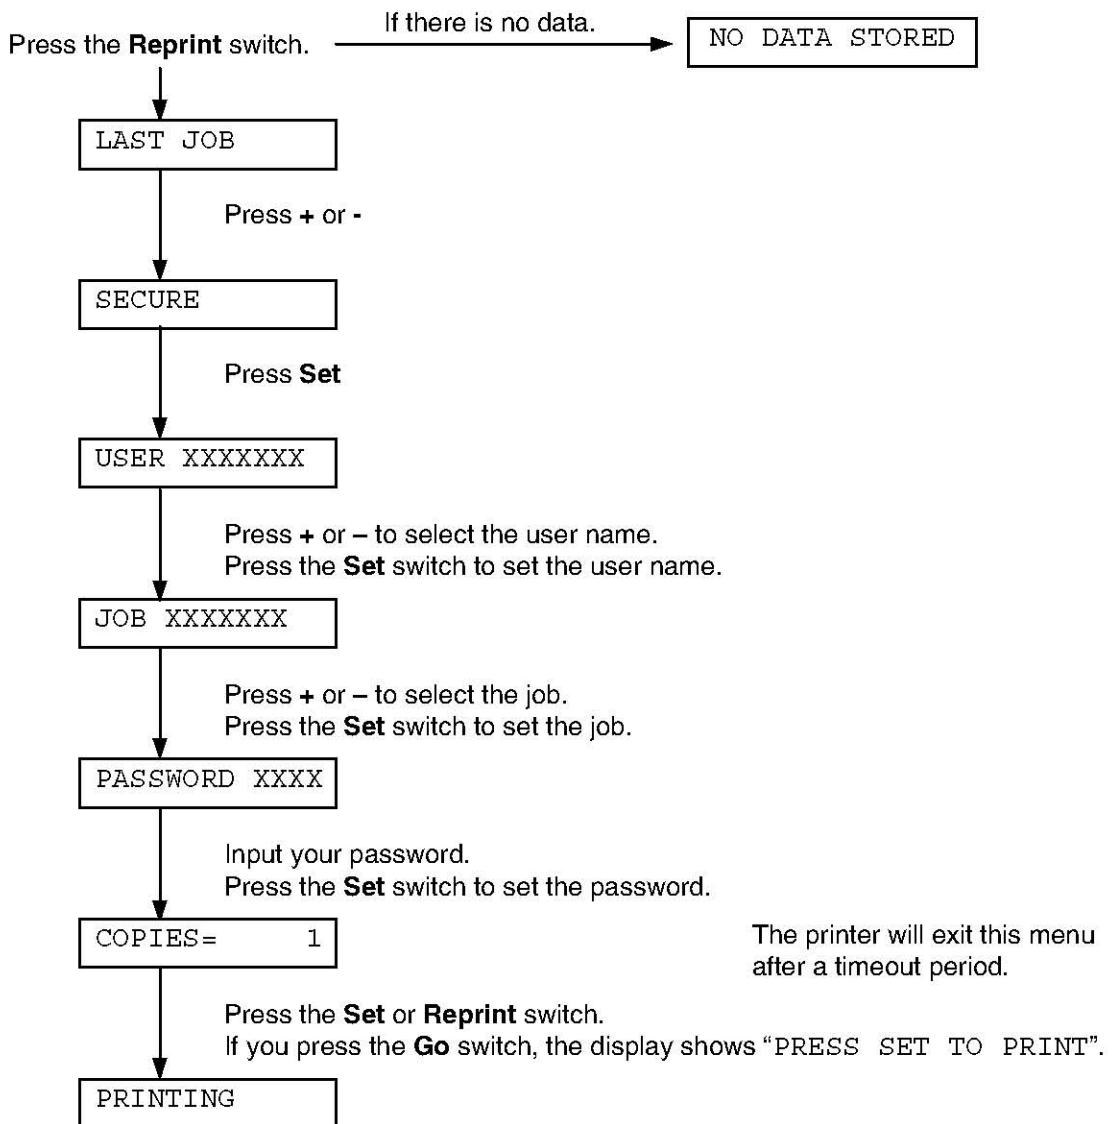 If there is no data.
Press the Reprint switch.
NO DATA STORED
LAST JOB
Press + or -
SECURE
Press Set
USER XXXXXXX
Press + or – to select the user name.
Press the Set switch to set the user name.
JOB XXXXXXX
Press + or – to select the job.
Press the Set switch to set the job.
PASSWORD XXXX
Input your password.
Press the Set switch to set the password.
COPIES= 1
The printer will exit this menu
after a timeout period.
Press the Set or Reprint switch.
If you press the Go switch, the display shows “PRESS SET TO PRINT”.
PRINTING